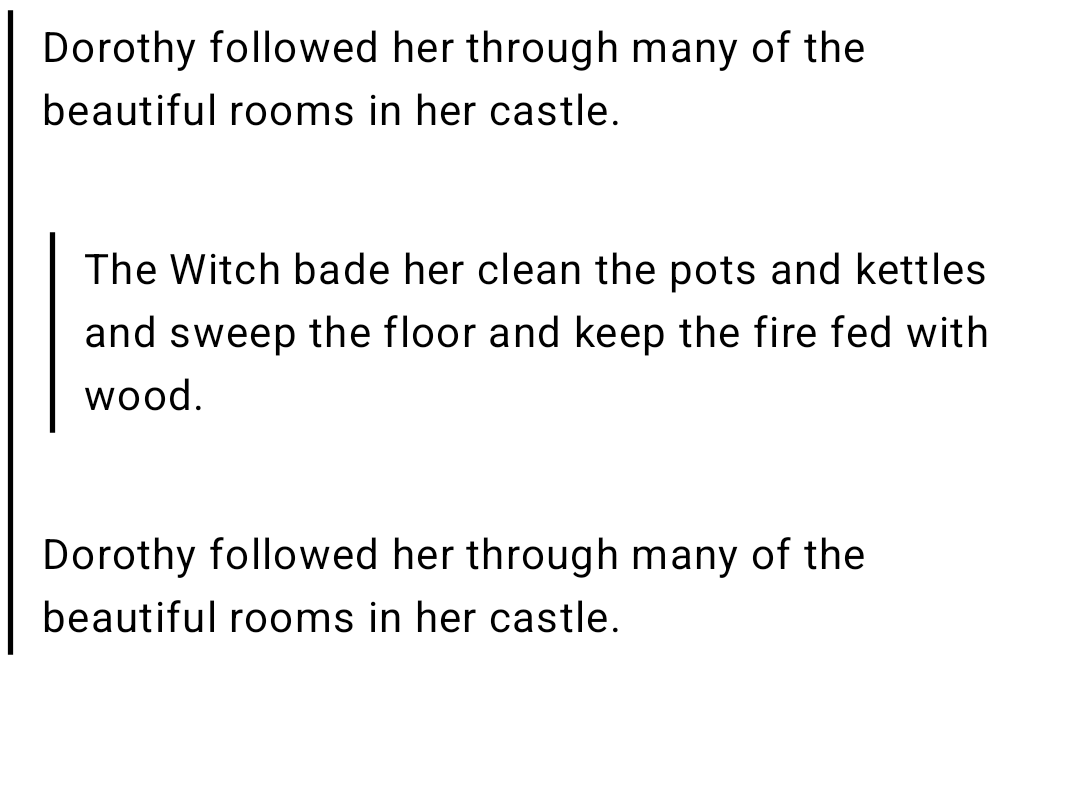 Dorothy followed her through many of the
beautiful rooms in her castle.
The Witch bade her clean the pots and kettles
and sweep the floor and keep the fire fed with
wood.
Dorothy followed her through many of the
beautiful rooms in her castle.